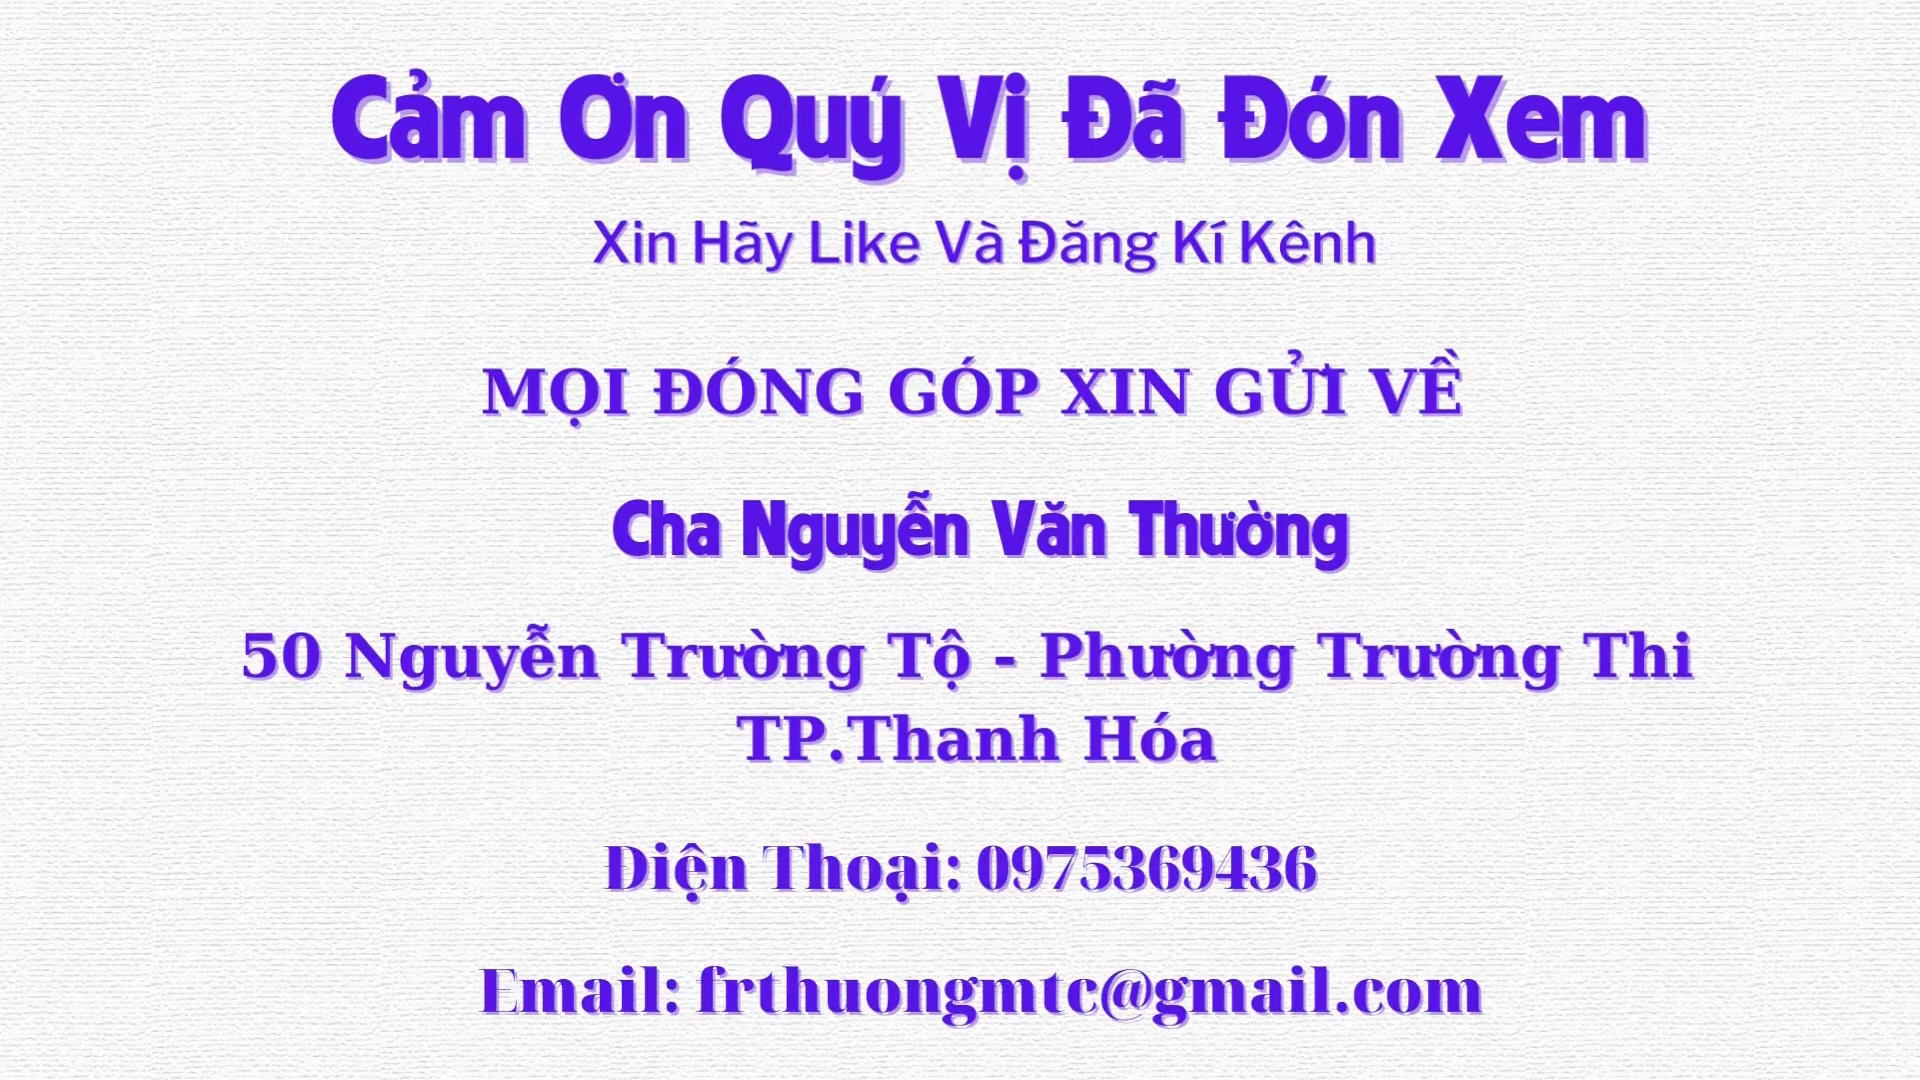 Cảm Ơn Quý Vị Đã Đón Xem
Xin Hãy Like Và Đăng Kí Kênh
MỌI ĐÓNG GÓP XIN GỬI VỀ
Cha Nguyễn Văn Thường
50 Nguyễn Trường Tộ - Phường Trường Thi
TP.Thanh Hóa
Điện Thoại: 0975369436
Email: frthuongmtc@gmail.com